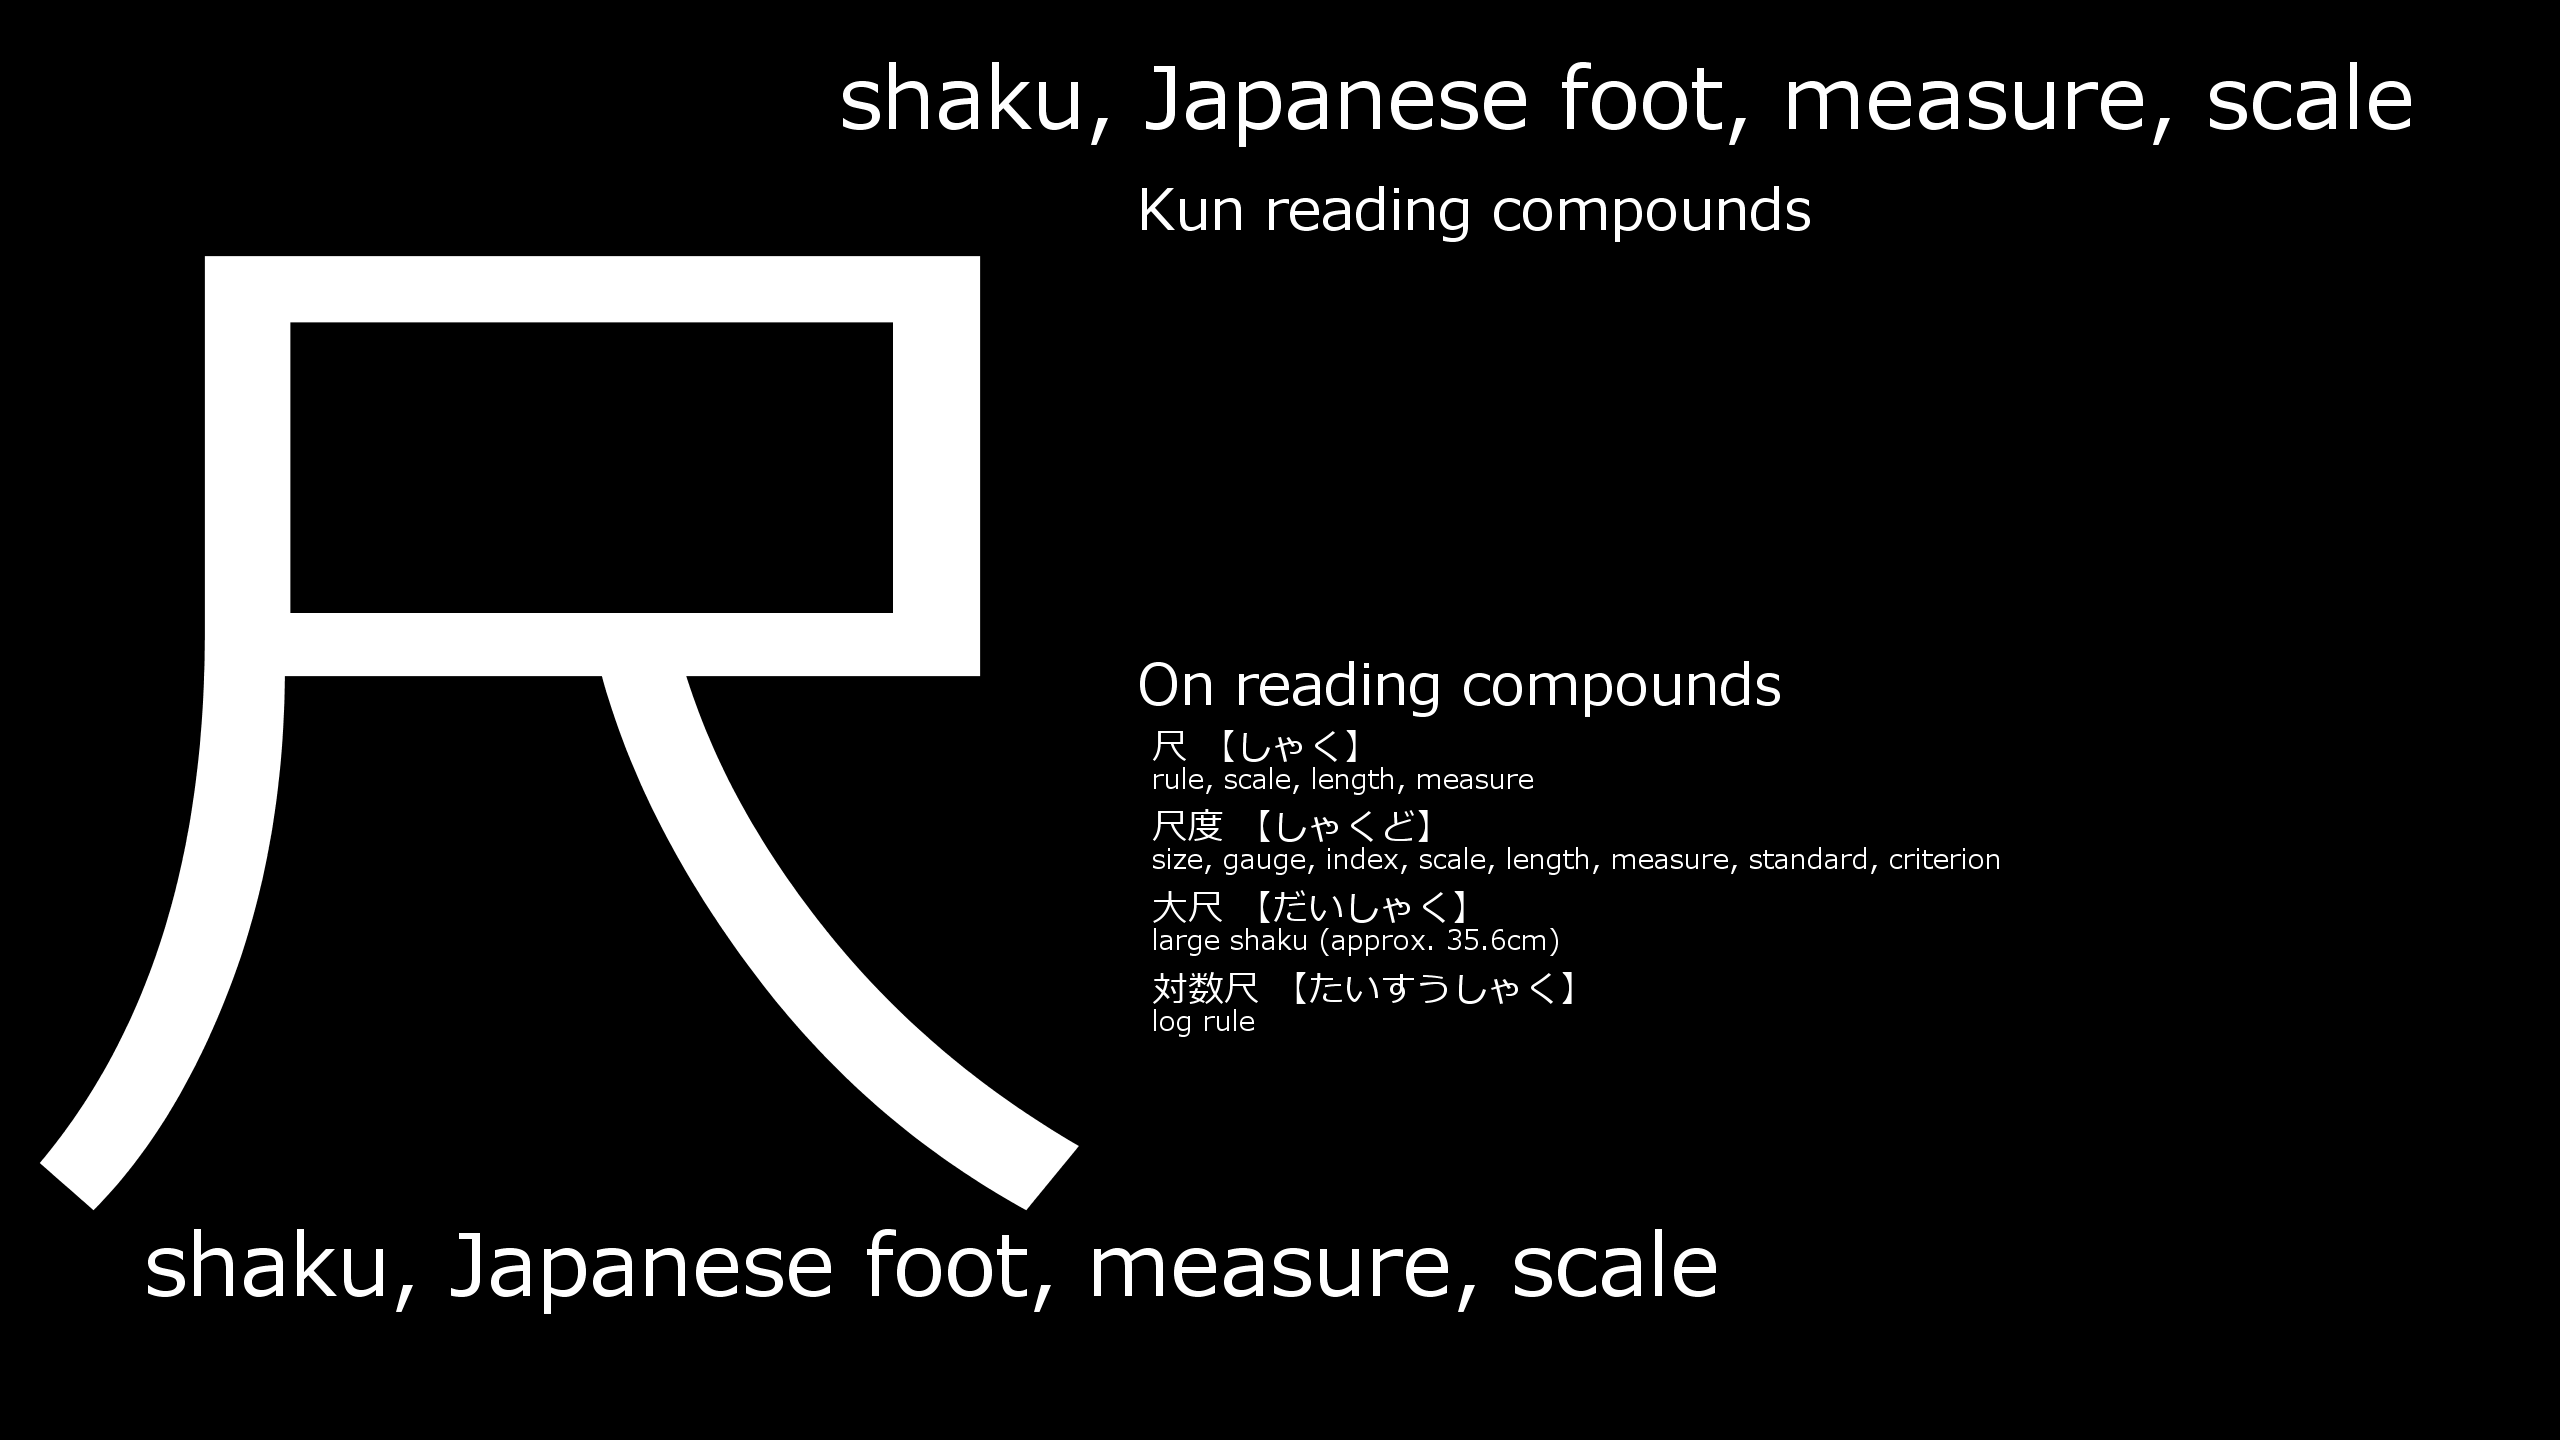 shaku, Japanese foot, measure, scale
Kun reading compounds
尺
On reading compounds
尺 【しゃく】
rule, scale, length, measure
尺度 【しゃくど】
size, gauge, index, scale, length, measure, standard, criterion
大尺 【だいしゃく】
large shaku (approx. 35.6cm)
対数尺 【たいすうしゃく】
log rule
shaku, Japanese foot, measure, scale